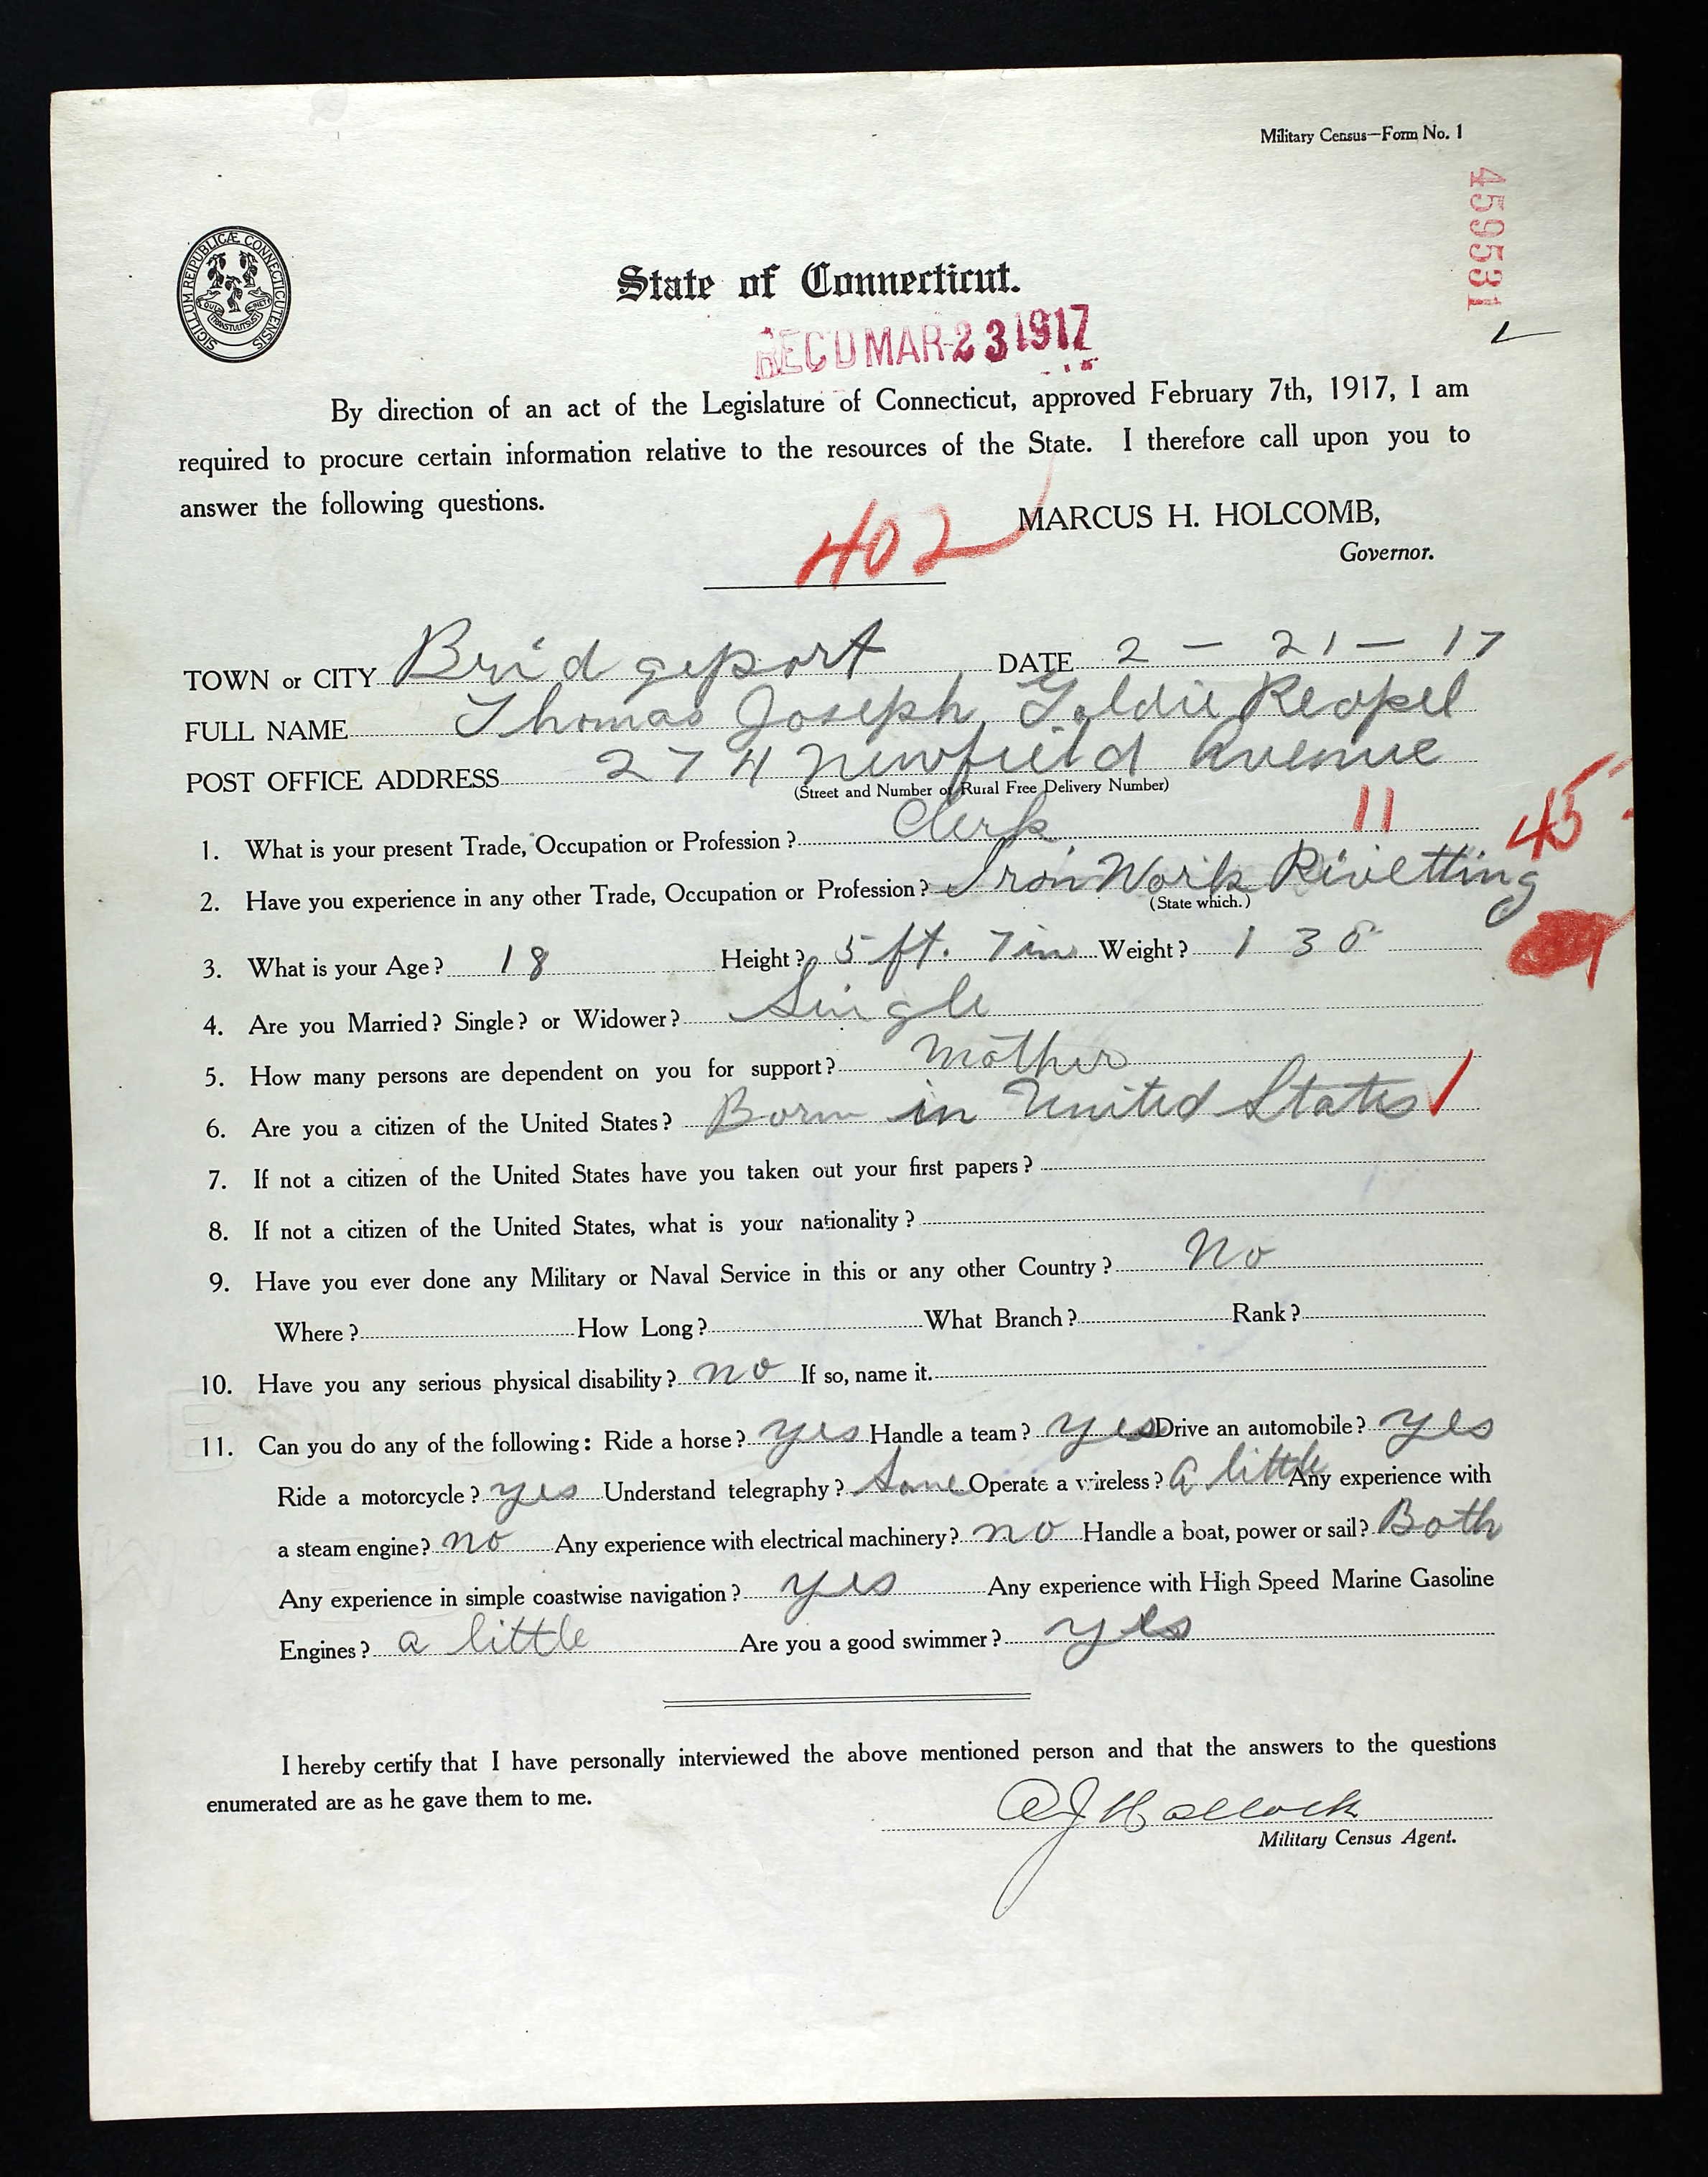 Military Census—Form No. 1
459531
SIGILLUM REIPUBLICÆ CONNECTICUTENSIS
QUI TRANSTULIT SUSTINET
State of Connecticut.
REC'D MAR 23 1917
By direction of an act of the Legislature of Connecticut, approved February 7th, 1917, I am
required to procure certain information relative to the resources of the State. I therefore call upon you to
answer the following questions.
MARCUS H. HOLCOMB,
402
Governor.
TOWN or CITY Bridgeport DATE 2 - 21 - 17
FULL NAME Thomas Joseph, Goldie Reopel
POST OFFICE ADDRESS 274 Newfield Avenue
(Street and Number or Rural Free Delivery Number)
1. What is your present Trade, Occupation or Profession? Clerk 11 45
2. Have you experience in any other Trade, Occupation or Profession? Iron Work Rivetting
(State which.)
3. What is your Age? 18 Height? 5 ft. 7 in Weight? 138
4. Are you Married? Single? or Widower? Single
5. How many persons are dependent on you for support? Mother
6. Are you a citizen of the United States? Born in United States ✓
7. If not a citizen of the United States have you taken out your first papers?
8. If not a citizen of the United States, what is your nationality?
9. Have you ever done any Military or Naval Service in this or any other Country? No
Where? How Long? What Branch? Rank?
10. Have you any serious physical disability? no If so, name it.
11. Can you do any of the following: Ride a horse? yes Handle a team? yes Drive an automobile? yes
Ride a motorcycle? yes Understand telegraphy? Some Operate a wireless? a little Any experience with
a steam engine? no Any experience with electrical machinery? no Handle a boat, power or sail? Both
Any experience in simple coastwise navigation? yes Any experience with High Speed Marine Gasoline
Engines? a little Are you a good swimmer? yes
I hereby certify that I have personally interviewed the above mentioned person and that the answers to the questions
enumerated are as he gave them to me.
A J Hallock
Military Census Agent.